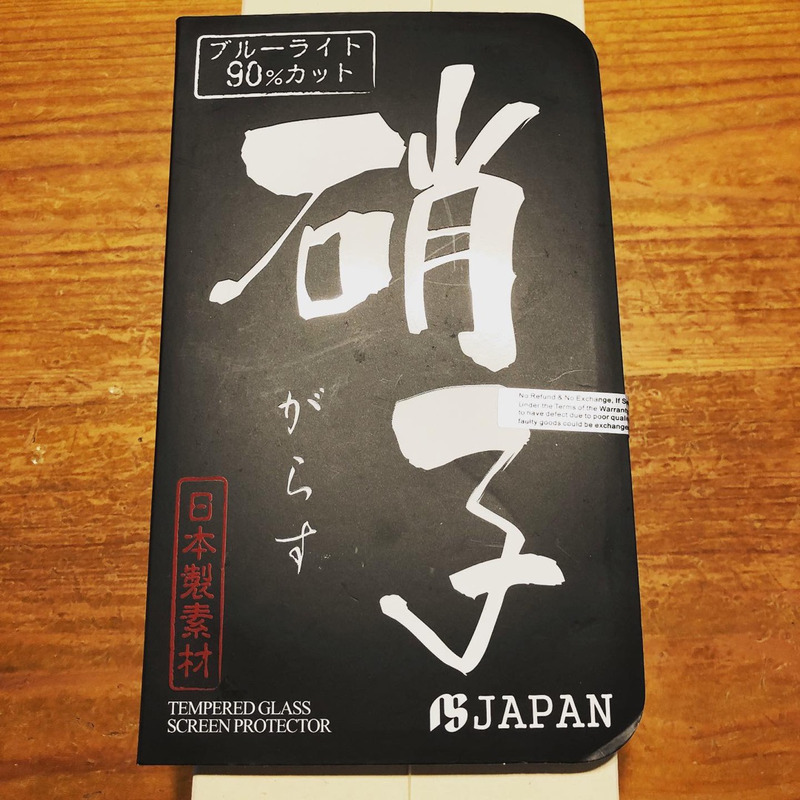 ブルーライト
90%カット
硝子
がらす
No Refund & No Exchange, If
Under the Terms of the Warranty
to have defect due to poor
faulty goods could be exchange
日本製素材
TEMPERED GLASS
SCREEN PROTECTOR
JAPAN